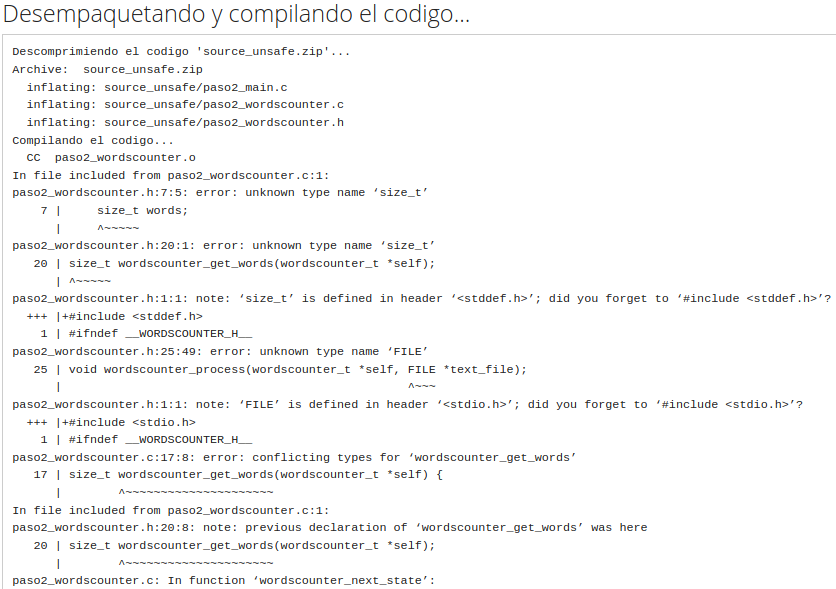 Desempaquetando y compilando el codigo...
Descomprimiendo el codigo 'source_unsafe.zip'...
Archive:  source_unsafe.zip
  inflating: source_unsafe/paso2_main.c
  inflating: source_unsafe/paso2_wordscounter.c
  inflating: source_unsafe/paso2_wordscounter.h
Compilando el codigo...
  CC  paso2_wordscounter.o
In file included from paso2_wordscounter.c:1:
paso2_wordscounter.h:7:5: error: unknown type name ‘size_t’
    7 |     size_t words;
      |     ^~~~~~
paso2_wordscounter.h:20:1: error: unknown type name ‘size_t’
   20 | size_t wordscounter_get_words(wordscounter_t *self);
      | ^~~~~~
paso2_wordscounter.h:1:1: note: ‘size_t’ is defined in header ‘<stddef.h>’; did you forget to ‘#include <stddef.h>’?
  +++ |+#include <stddef.h>
    1 | #ifndef __WORDSCOUNTER_H__
paso2_wordscounter.h:25:49: error: unknown type name ‘FILE’
   25 | void wordscounter_process(wordscounter_t *self, FILE *text_file);
      |                                                 ^~~~
paso2_wordscounter.h:1:1: note: ‘FILE’ is defined in header ‘<stdio.h>’; did you forget to ‘#include <stdio.h>’?
  +++ |+#include <stdio.h>
    1 | #ifndef __WORDSCOUNTER_H__
paso2_wordscounter.c:17:8: error: conflicting types for ‘wordscounter_get_words’
   17 | size_t wordscounter_get_words(wordscounter_t *self) {
      |        ^~~~~~~~~~~~~~~~~~~~~~
In file included from paso2_wordscounter.c:1:
paso2_wordscounter.h:20:8: note: previous declaration of ‘wordscounter_get_words’ was here
   20 | size_t wordscounter_get_words(wordscounter_t *self);
      |        ^~~~~~~~~~~~~~~~~~~~~~
paso2_wordscounter.c: In function ‘wordscounter_next_state’: